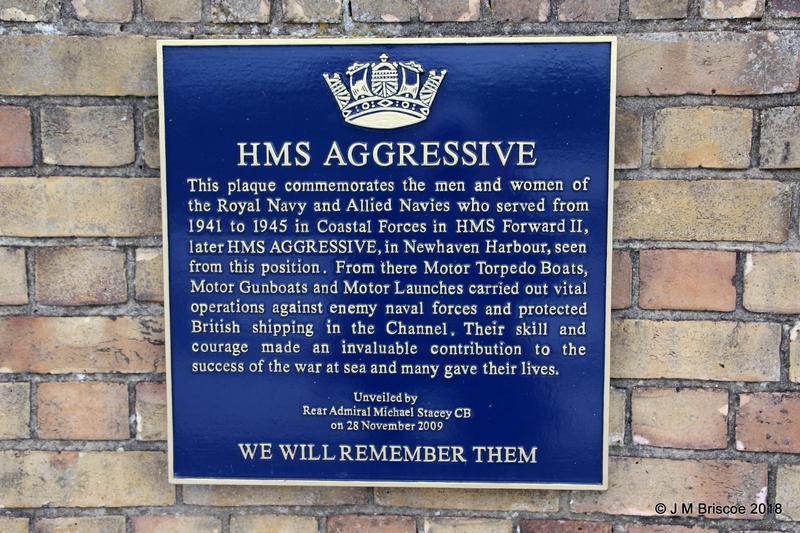 HMS AGGRESSIVE
This plaque commemorates the men and women of
the Royal Navy and Allied Navies who served from
1941 to 1945 in Coastal Forces in HMS Forward II,
later HMS AGGRESSIVE, in Newhaven Harbour, seen
from this position. From there Motor Torpedo Boats,
Motor Gunboats and Motor Launches carried out vital
operations against enemy naval forces and protected
British shipping in the Channel. Their skill and
courage made an invaluable contribution to the
success of the war at sea and many gave their lives.
Unveiled by
Rear Admiral Michael Stacey CB
on 28 November 2009
WE WILL REMEMBER THEM
© J M Briscoe 2018